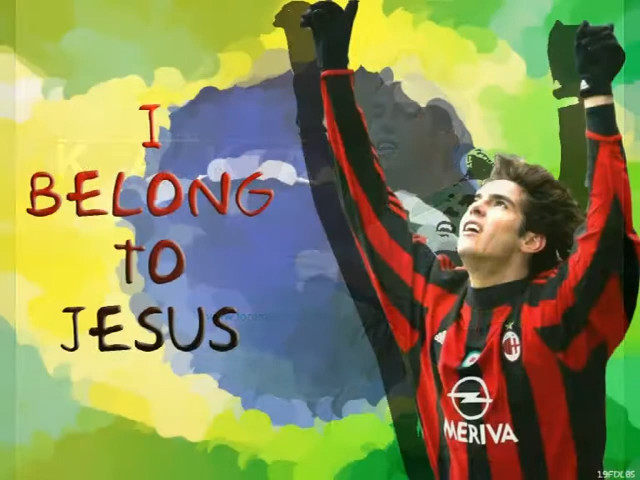 I
BELONG
TO
JESUS
MERIVA
19FDL05